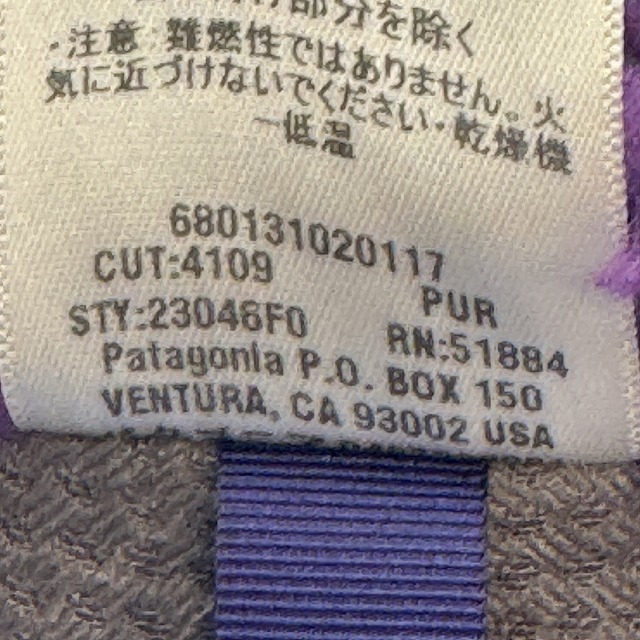 部分を除く
·注意 難燃性ではありません。火
気に近づけないでください·乾燥機
ー低温
680131020117
CUT:4109
PUR
STY:23046F0
RN:51884
Patagonia P.O. BOX 150
VENTURA, CA 93002 USA